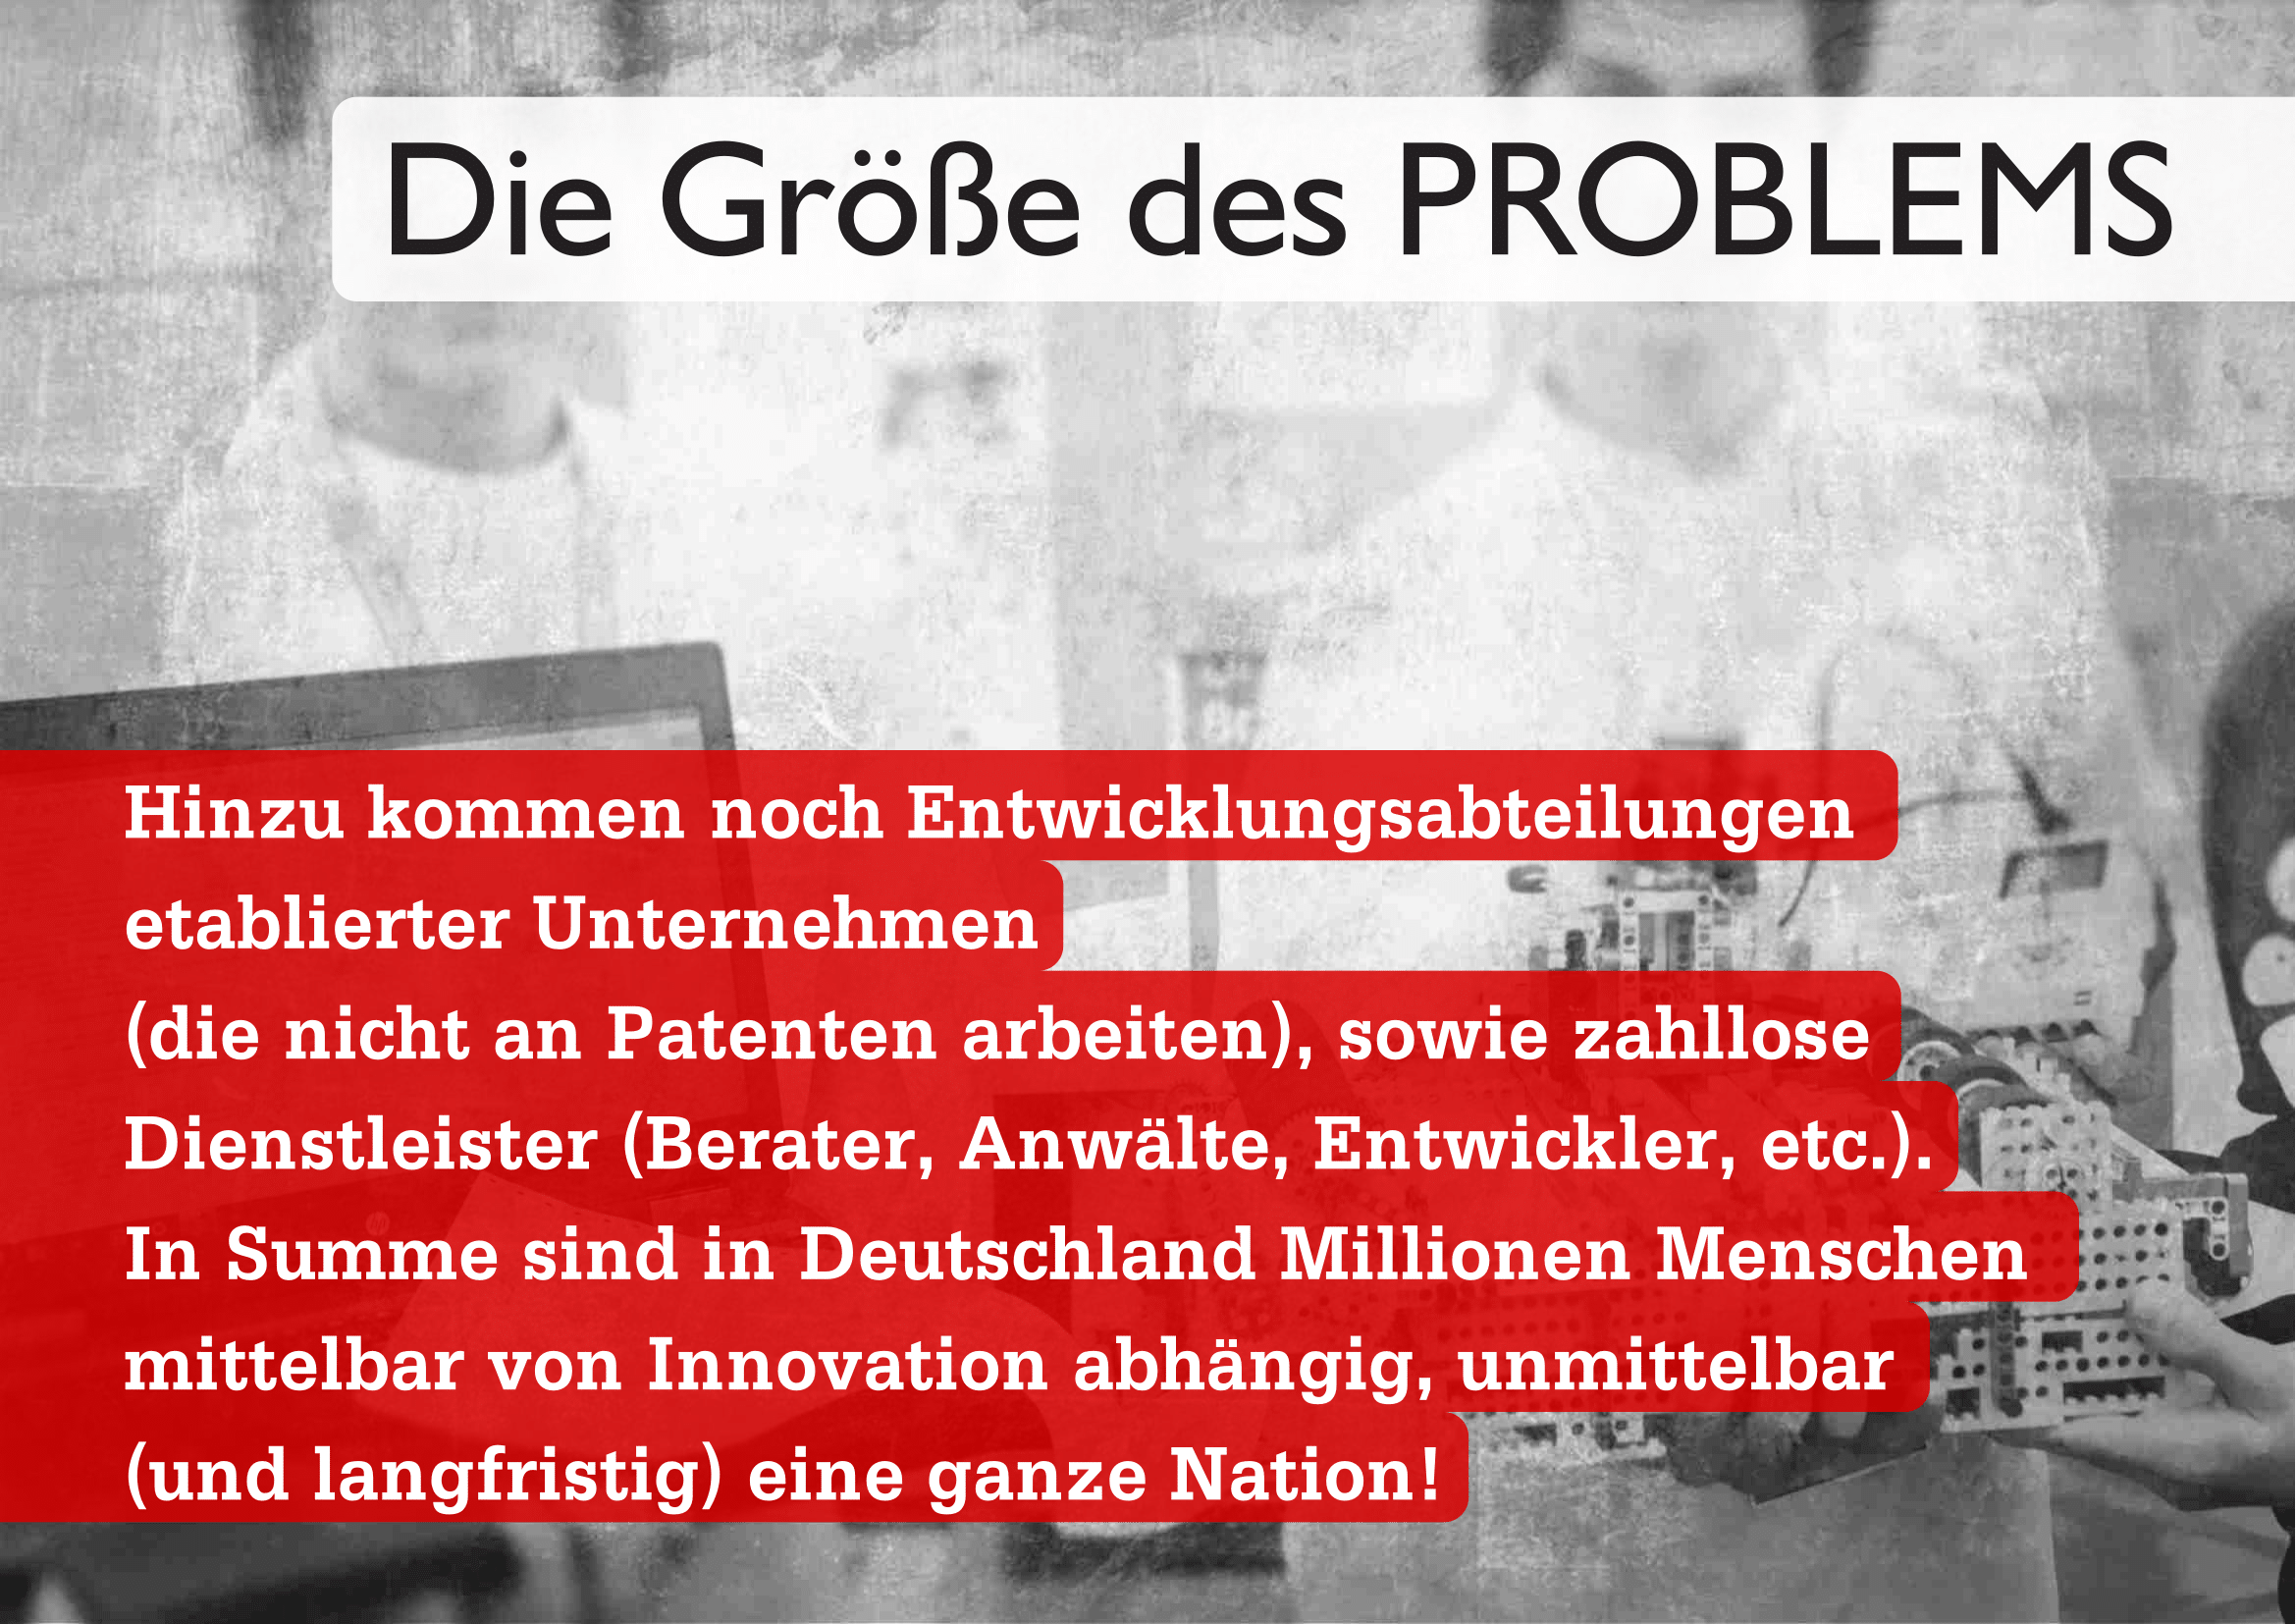 Die Größe des PROBLEMS
Hinzu kommen noch Entwicklungsabteilungen
etablierter Unternehmen
(die nicht an Patenten arbeiten), sowie zahllose
Dienstleister (Berater, Anwälte, Entwickler, etc.).
In Summe sind in Deutschland Millionen Menschen
mittelbar von Innovation abhängig, unmittelbar
(und langfristig) eine ganze Nation!